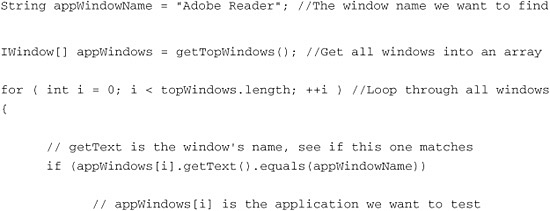 String appWindowName = "Adobe Reader"; //The window name we want to find
IWindow[] appWindows = getTopWindows(); //Get all windows into an array
for ( int i = 0; i < topWindows.length; ++i ) //Loop through all windows
{
// getText is the window's name, see if this one matches
if (appWindows[i].getText().equals(appWindowName))
// appWindows[i] is the application we want to test